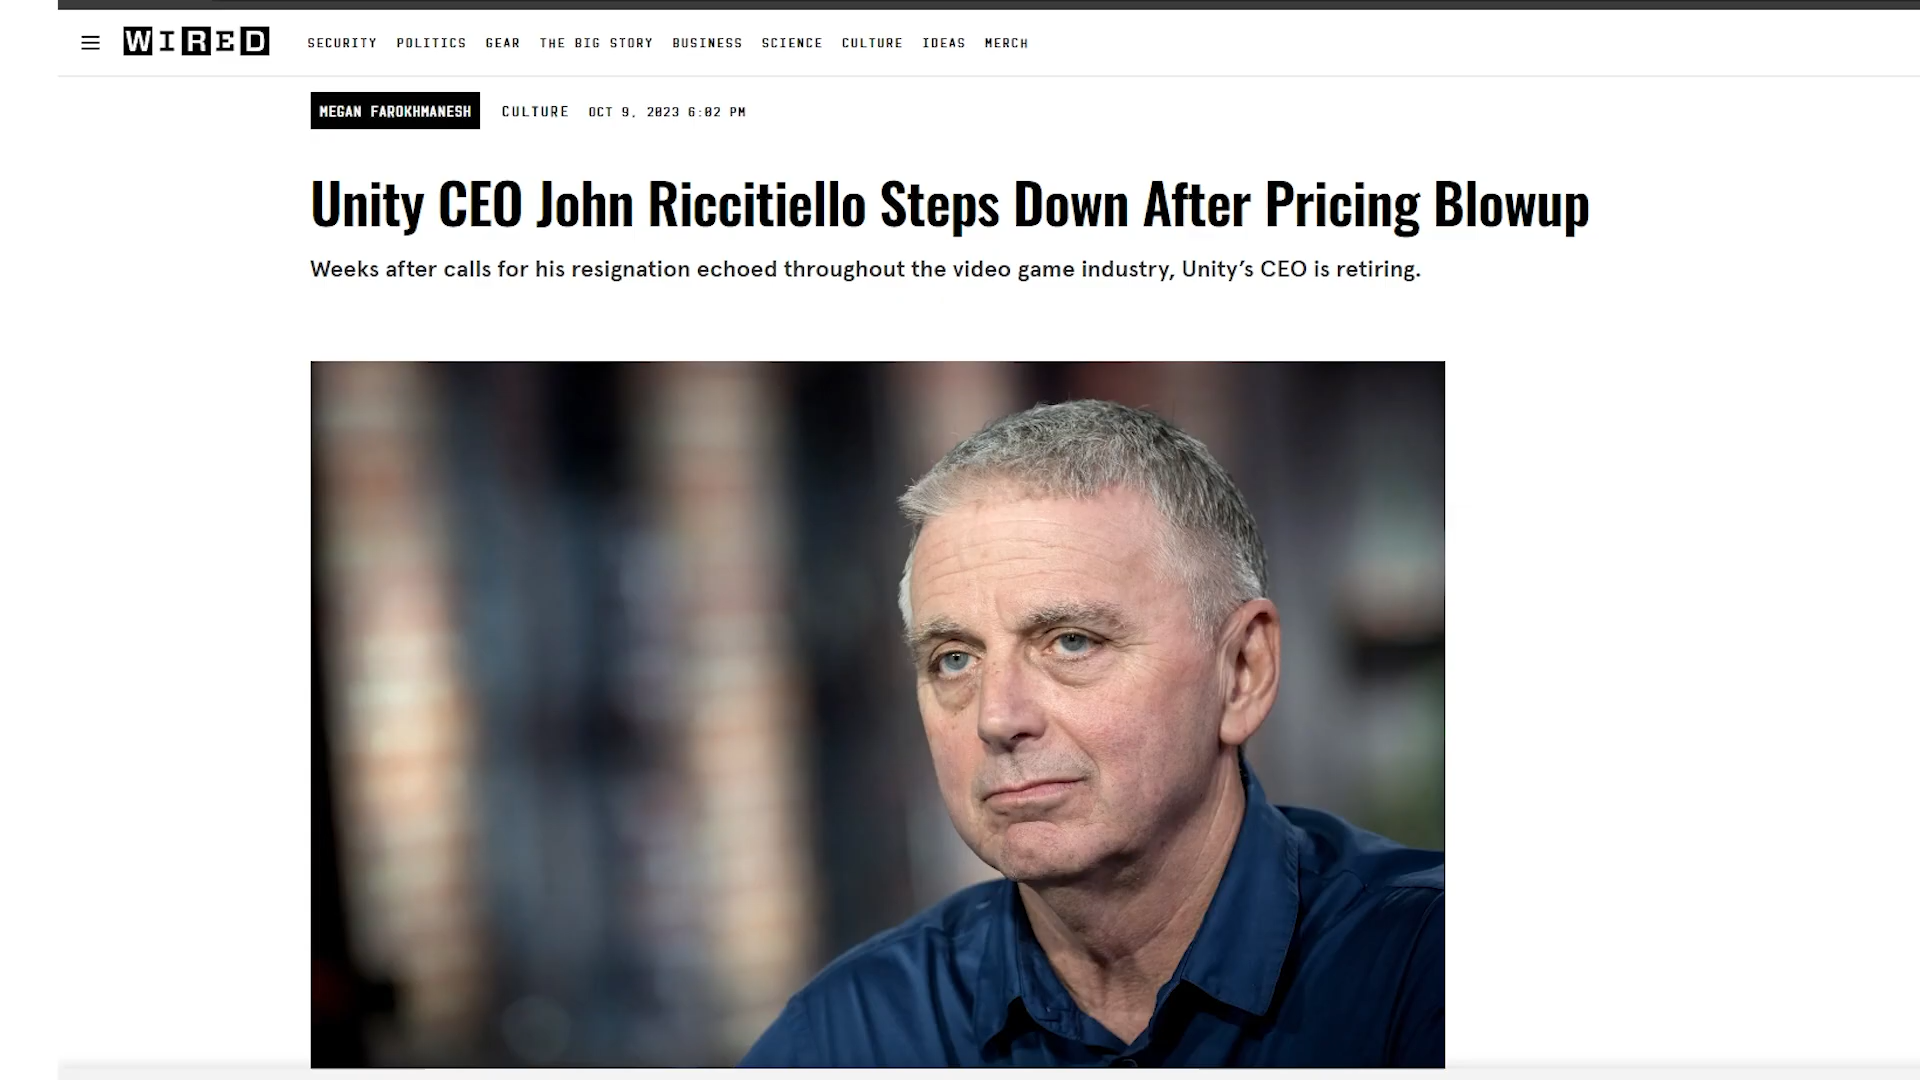 WIRED SECURITY POLITICS GEAR THE BIG STORY BUSINESS SCIENCE CULTURE IDEAS MERCH
MEGAN FAROKHMANESH CULTURE OCT 9, 2023 6:02 PM
Unity CEO John Riccitiello Steps Down After Pricing Blowup
Weeks after calls for his resignation echoed throughout the video game industry, Unity’s CEO is retiring.